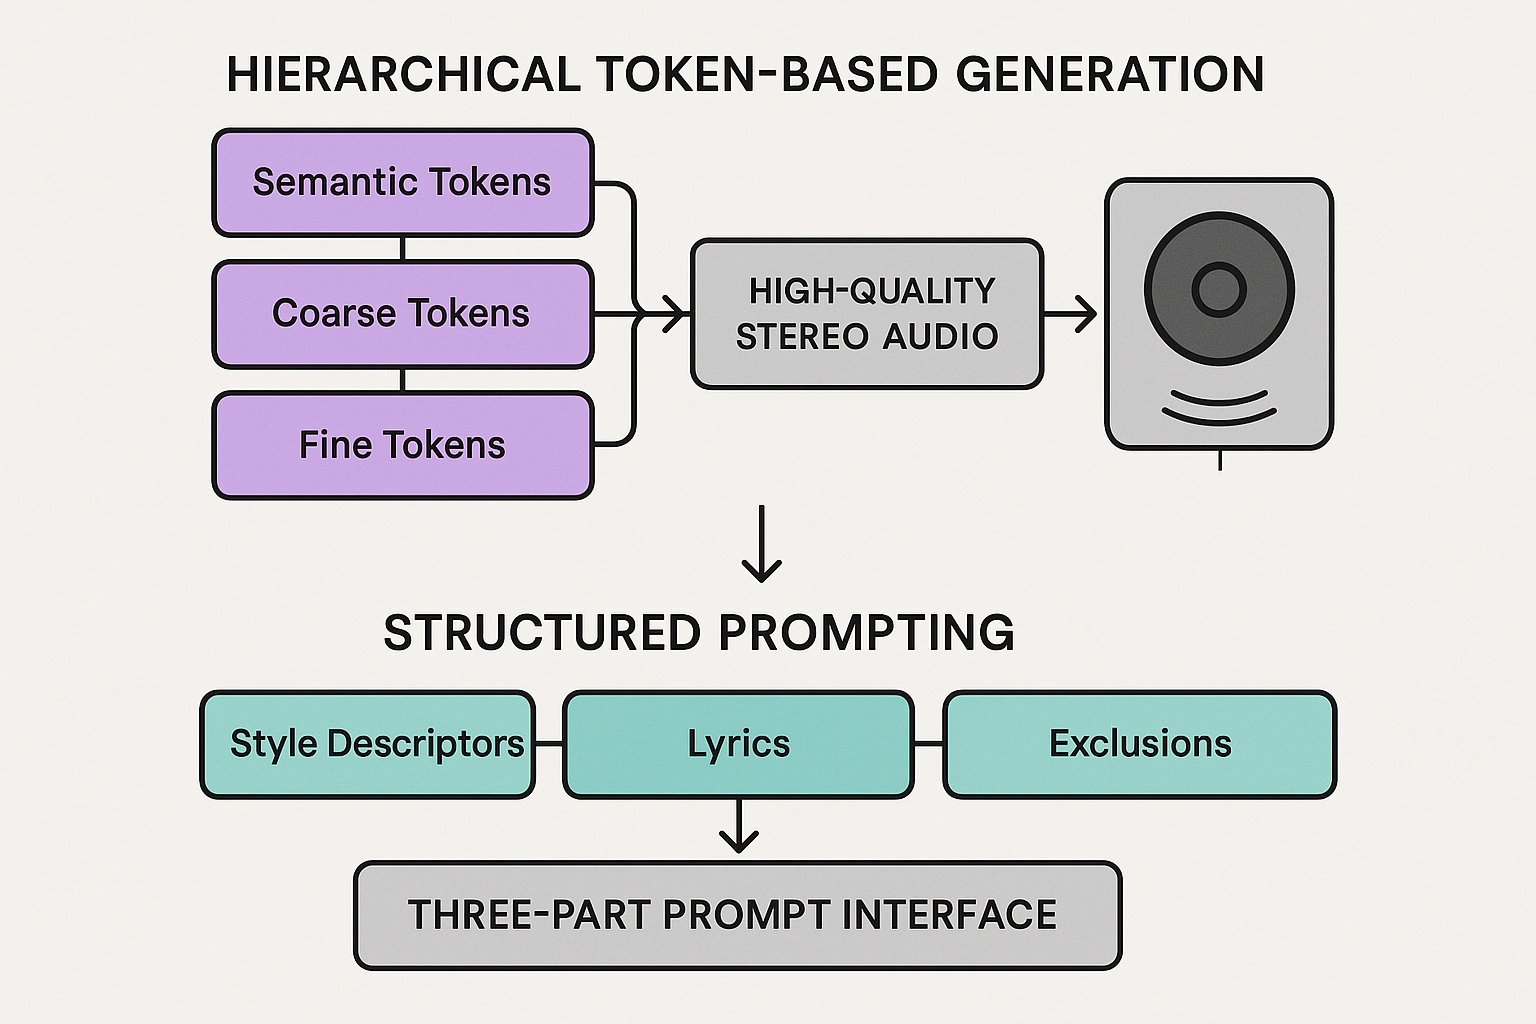 HIERARCHICAL TOKEN-BASED GENERATION
Semantic Tokens
Coarse Tokens
Fine Tokens
HIGH-QUALITY
STEREO AUDIO
STRUCTURED PROMPTING
Style Descriptors
Lyrics
Exclusions
THREE-PART PROMPT INTERFACE